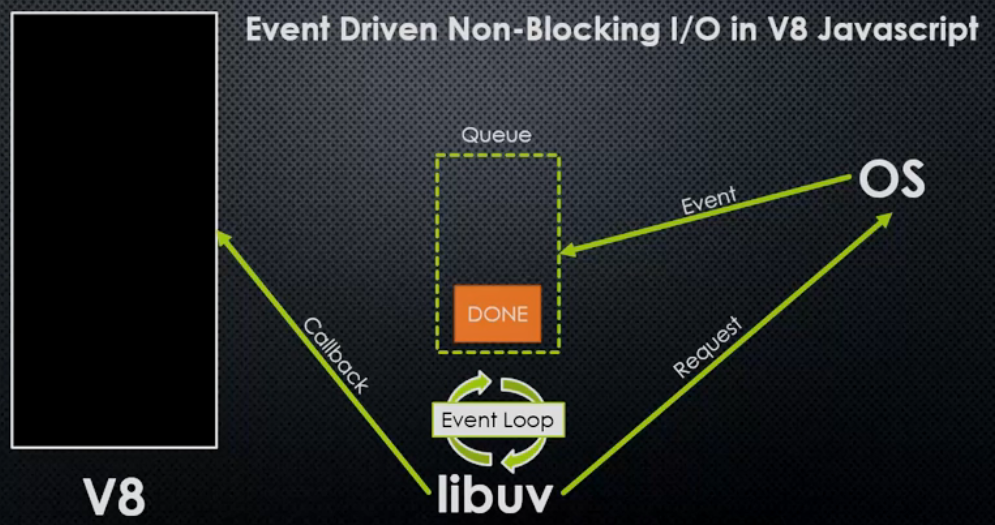 Event Driven Non-Blocking I/O in V8 Javascript
Queue
OS
Event
DONE
Callback
Request
Event Loop
V8
libuv